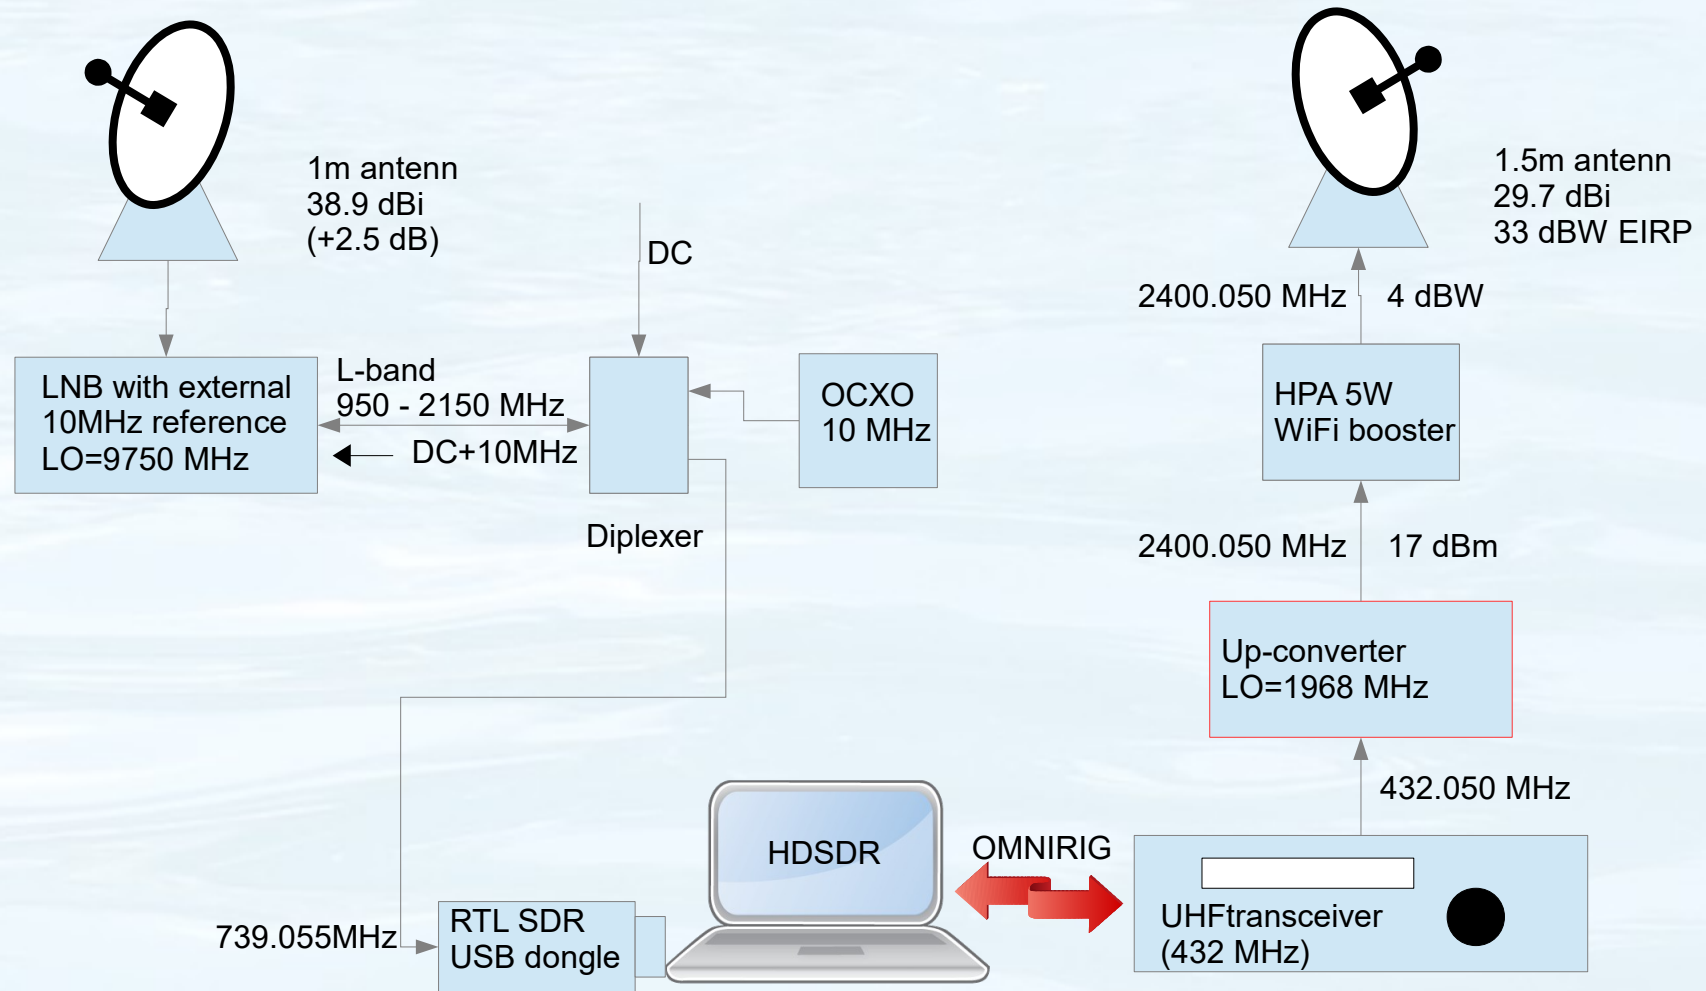 1m antenn
38.9 dBi
(+2.5 dB)
1.5m antenn
29.7 dBi
33 dBW EIRP
DC
2400.050 MHz
4 dBW
LNB with external
10MHz reference
LO=9750 MHz
L-band
950 - 2150 MHz
DC+10MHz
OCXO
10 MHz
HPA 5W
WiFi booster
Diplexer
2400.050 MHz
17 dBm
Up-converter
LO=1968 MHz
432.050 MHz
HDSDR
OMNIRIG
739.055MHz
RTL SDR
USB dongle
UHFtransceiver
(432 MHz)